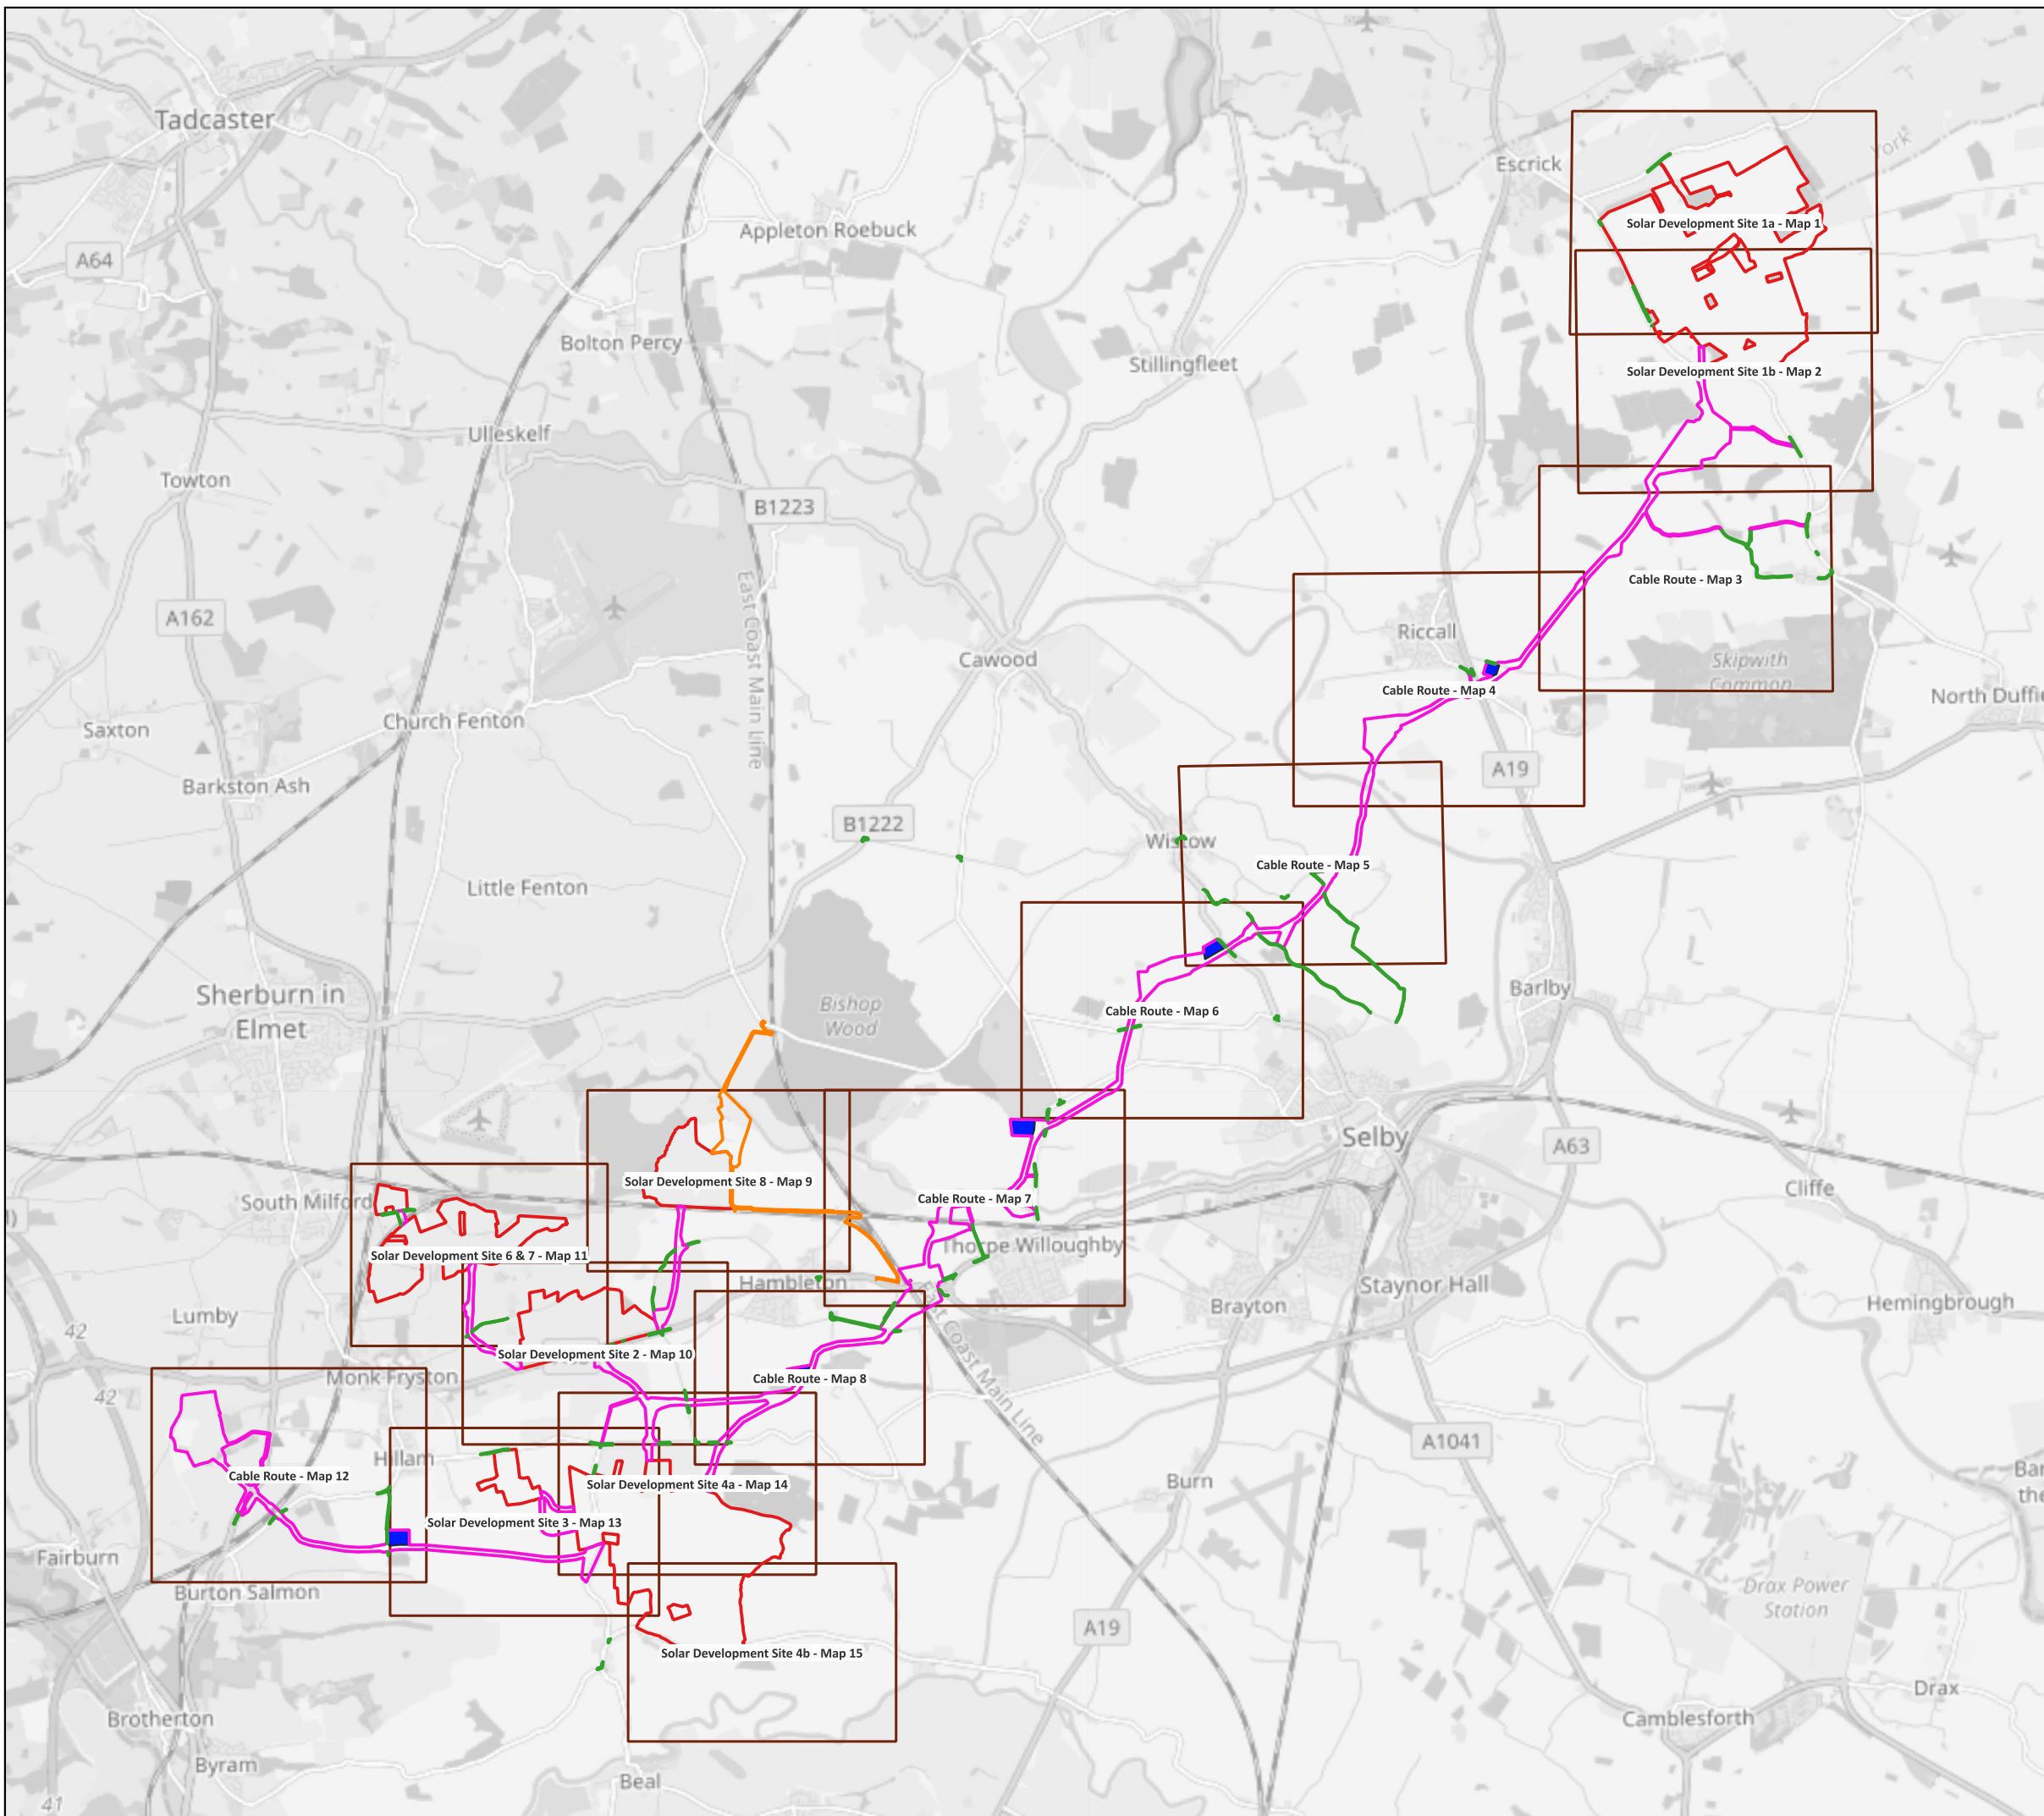 Tadcaster
York
Escrick
Solar Development Site 1a - Map 1
Appleton Roebuck
A64
Bolton Percy
Stillingfleet
Solar Development Site 1b - Map 2
Ulleskelf
Towton
B1223
East Coast Main Line
Cable Route - Map 3
A162
Riccall
Cawood
Skipwith
Common
Cable Route - Map 4
North Duffie
Church Fenton
Saxton
A19
Barkston Ash
B1222
Wistow
Cable Route - Map 5
Little Fenton
Barlby
Sherburn in
Elmet
Bishop
Wood
Cable Route - Map 6
Selby
A63
Solar Development Site 8 - Map 9
Cliffe
South Milford
Cable Route - Map 7
Solar Development Site 6 & 7 - Map 11
Thorpe Willoughby
Hambleton
Staynor Hall
Brayton
Hemingbrough
Lumby
42
East Coast Main Line
Solar Development Site 2 - Map 10
Monk Fryston
Cable Route - Map 8
42
A1041
Hillam
Cable Route - Map 12
Solar Development Site 4a - Map 14
Burn
Solar Development Site 3 - Map 13
Fairburn
Burton Salmon
Drax Power
Station
A19
Solar Development Site 4b - Map 15
Drax
Brotherton
Camblesforth
Byram
Beal
41